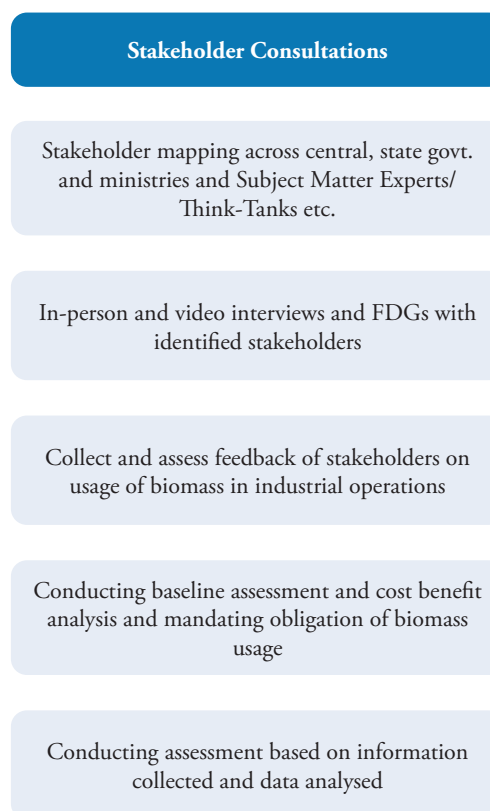 Stakeholder Consultations
Stakeholder mapping across central, state govt.
and ministries and Subject Matter Experts/
Think-Tanks etc.
In-person and video interviews and FDGs with
identified stakeholders
Collect and assess feedback of stakeholders on
usage of biomass in industrial operations
Conducting baseline assessment and cost benefit
analysis and mandating obligation of biomass
usage
Conducting assessment based on information
collected and data analysed